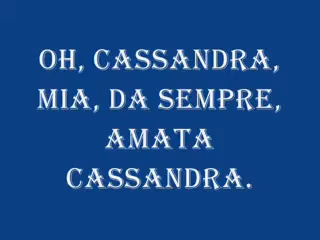 OH, CASSANDRA,
MIA, DA SEMPRE,
AMATA
CASSANDRA.